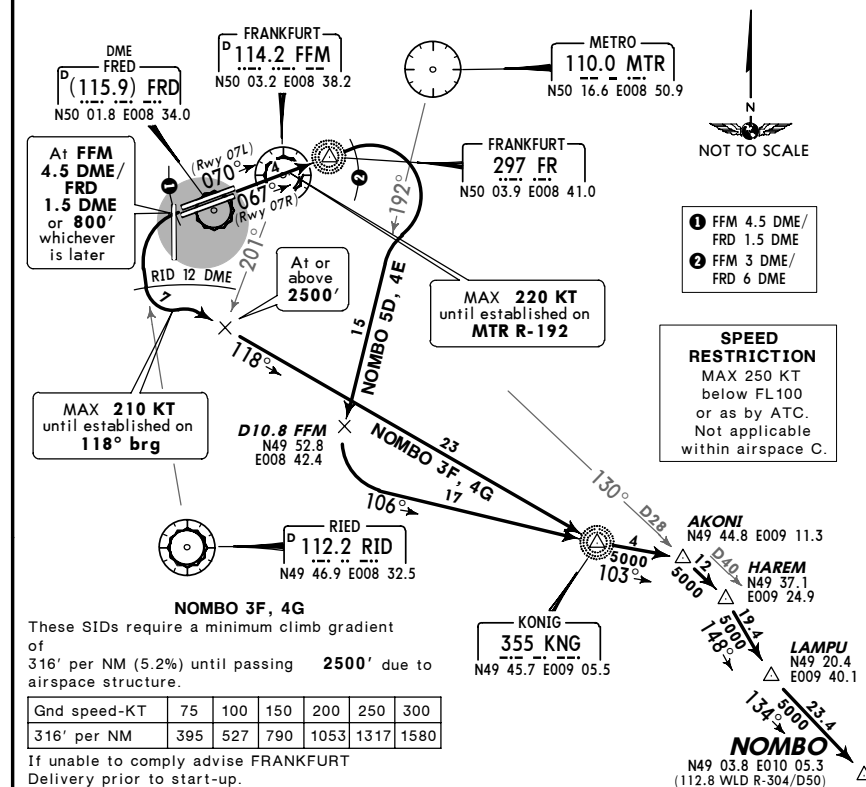 DME
FRED
D (115.9) FRD
N50 01.8 E008 34.0
FRANKFURT
D 114.2 FFM
N50 03.2 E008 38.2
METRO
110.0 MTR
N50 16.6 E008 50.9
N
NOT TO SCALE
At FFM
4.5 DME/
FRD
1.5 DME
or 800'
whichever
is later
1
(Rwy 07L)
070°
4
067°
(Rwy 07R)
2
FRANKFURT
297 FR
N50 03.9 E008 41.0
192°
201°
1 FFM 4.5 DME/
FRD 1.5 DME
2 FFM 3 DME/
FRD 6 DME
RID 12 DME
7
At or
above
2500'
MAX 220 KT
until established on
MTR R-192
15
NOMBO 5D, 4E
118°
SPEED
RESTRICTION
MAX 250 KT
below FL100
or as by ATC.
Not applicable
within airspace C.
MAX 210 KT
until established on
118° brg
D10.8 FFM
N49 52.8
E008 42.4
23
NOMBO 3F, 4G
17
106°
130°
D28
RIED
D 112.2 RID
N49 46.9 E008 32.5
4
5000
103°
AKONI
N49 44.8 E009 11.3
D40
12
5000
HAREM
N49 37.1
E009 24.9
KONIG
355 KNG
N49 45.7 E009 05.5
19.4
5000
148°
LAMPU
N49 20.4
E009 40.1
23.4
5000
134°
NOMBO
N49 03.8 E010 05.3
(112.8 WLD R-304/D50)
NOMBO 3F, 4G
These SIDs require a minimum climb gradient
of
316' per NM (5.2%) until passing 2500' due to
airspace structure.
Gnd speed-KT 75 100 150 200 250 300
316' per NM 395 527 790 1053 1317 1580
If unable to comply advise FRANKFURT
Delivery prior to start-up.